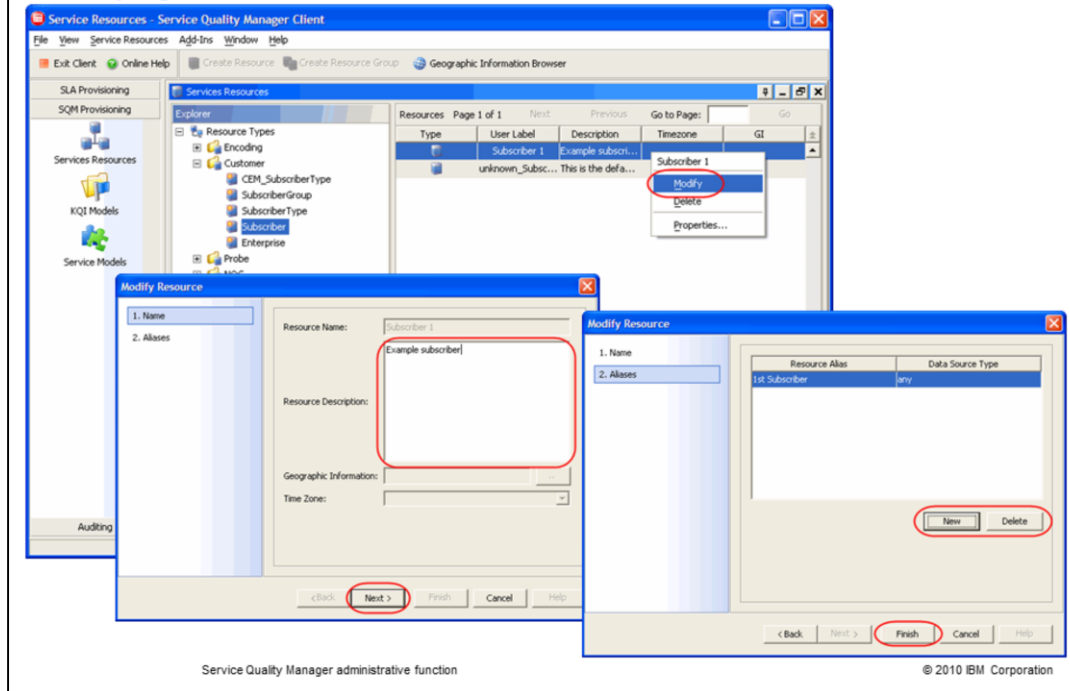 Service Resources - Service Quality Manager Client
File View Service Resources Add-Ins Window Help
Exit Client Online Help Create Resource Create Resource Group Geographic Information Browser
SLA Provisioning
SQM Provisioning
Services Resources
KQI Models
Service Models
Auditing
Services Resources
Explorer
Resource Types
Encoding
Customer
CEM_SubscriberType
SubscriberGroup
SubscriberType
Subscriber
Enterprise
Probe
Resources Page 1 of 1 Next Previous Go to Page: Go
Type User Label Description Timezone GI
Subscriber 1 Example subscri...
unknown_Subsc... This is the defa...
Subscriber 1
Modify
Delete
Properties...
Modify Resource
1. Name
2. Aliases
Resource Name: Subscriber 1
Example subscriber
Resource Description:
Geographic Information: ...
Time Zone:
<Back Next > Finish Cancel Help
Modify Resource
1. Name
2. Aliases
Resource Alias Data Source Type
1st Subscriber any
New Delete
< Back Next > Finish Cancel Help
Service Quality Manager administrative function © 2010 IBM Corporation